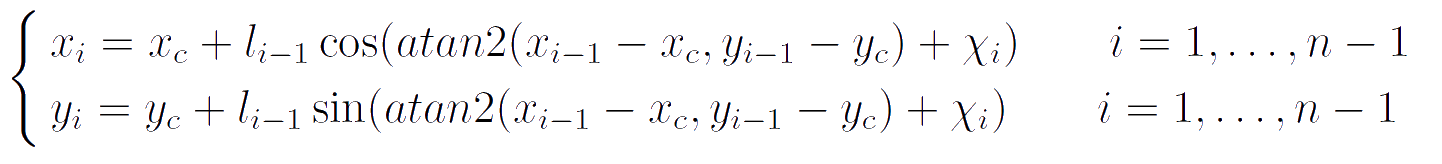 x_i = x_c + l_{i-1} cos(atan2(x_{i-1} − x_c, y_{i-1} − y_c) + χ_i) i = 1, . . . , n − 1
y_i = y_c + l_{i-1} sin(atan2(x_{i-1} − x_c, y_{i-1} − y_c) + χ_i) i = 1, . . . , n − 1